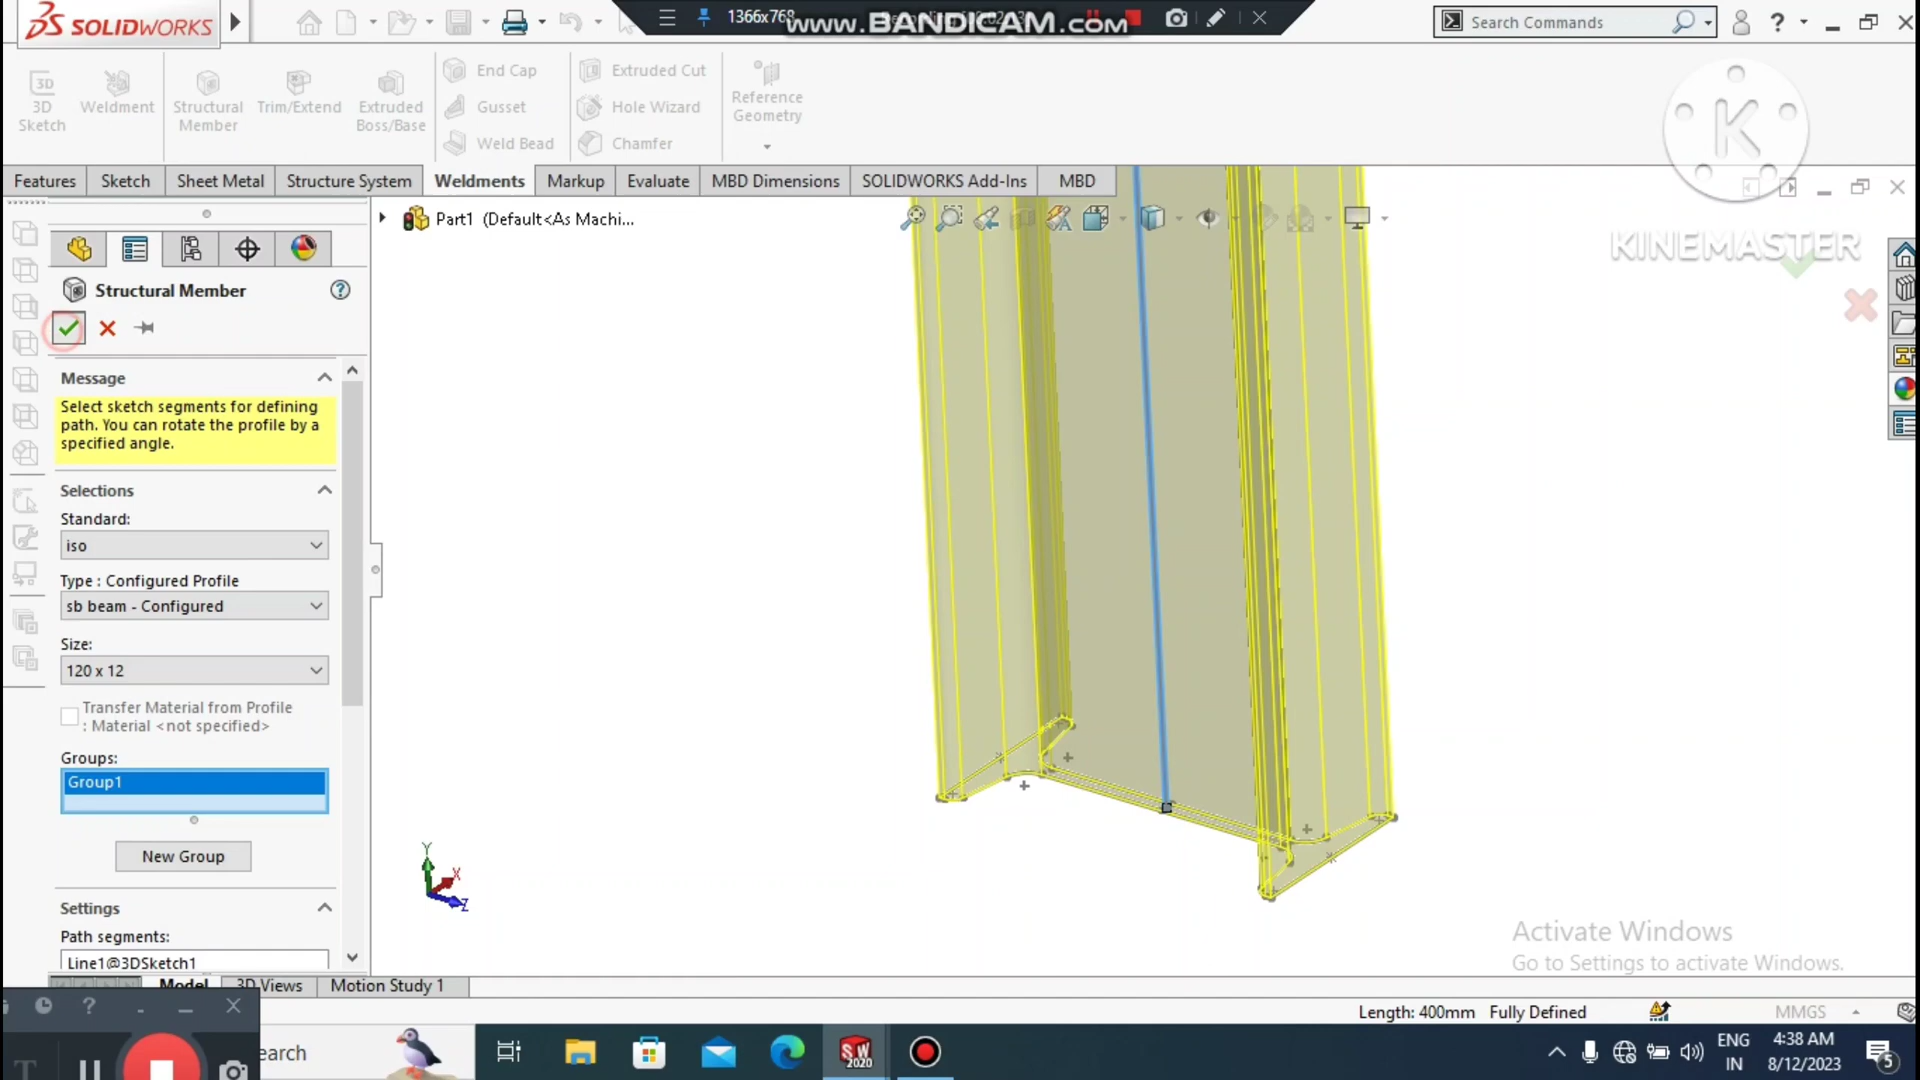 SOLIDWORKS
1366x768
www.BANDICAM.com
Search Commands
3D Sketch
Weldment
Structural Member
Trim/Extend
Extruded Boss/Base
End Cap
Gusset
Weld Bead
Extruded Cut
Hole Wizard
Chamfer
Reference Geometry
K
KINEMASTER
Features
Sketch
Sheet Metal
Structure System
Weldments
Markup
Evaluate
MBD Dimensions
SOLIDWORKS Add-Ins
MBD
Part1 (Default<As Machi...
Structural Member
Message
Select sketch segments for defining
path. You can rotate the profile by a
specified angle.
Selections
Standard:
iso
Type : Configured Profile
sb beam - Configured
Size:
120 x 12
Transfer Material from Profile
: Material <not specified>
Groups:
Group1
New Group
Settings
Path segments:
Line1@3DSketch1
Y
X
Z
Activate Windows
Go to Settings to activate Windows.
Model
3D Views
Motion Study 1
Length: 400mm
Fully Defined
MMGS
earch
SW 2020
ENG
IN
4:38 AM
8/12/2023
5